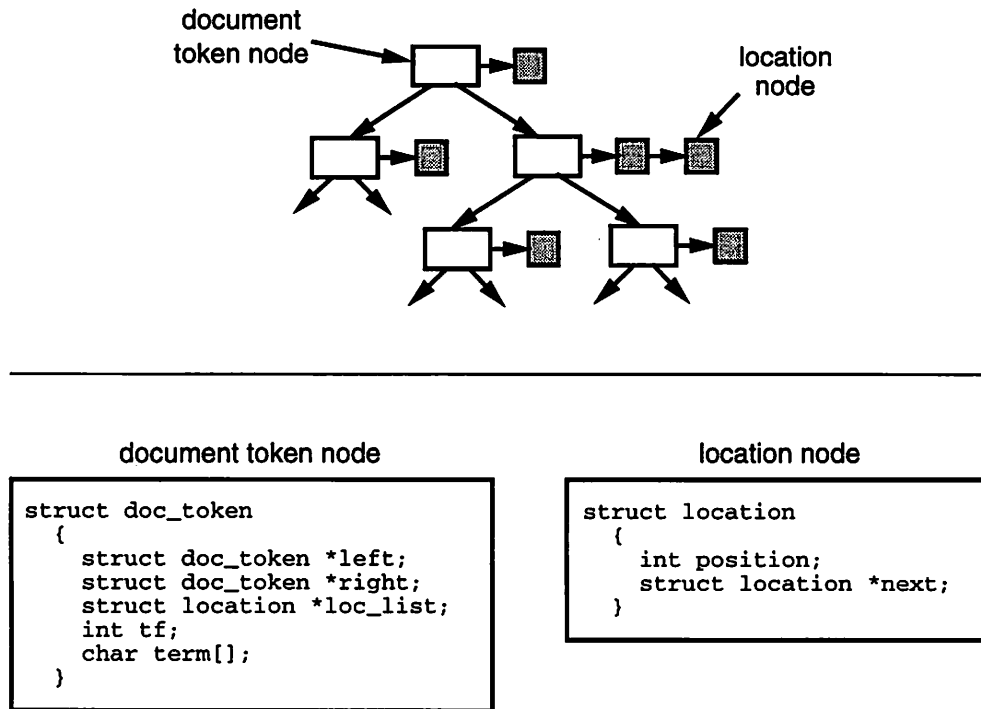 document
token node
location
node
document token node
location node
struct doc_token
{
struct doc_token *left;
struct doc_token *right;
struct location *loc_list;
int tf;
char term[];
}
struct location
{
int position;
struct location *next;
}